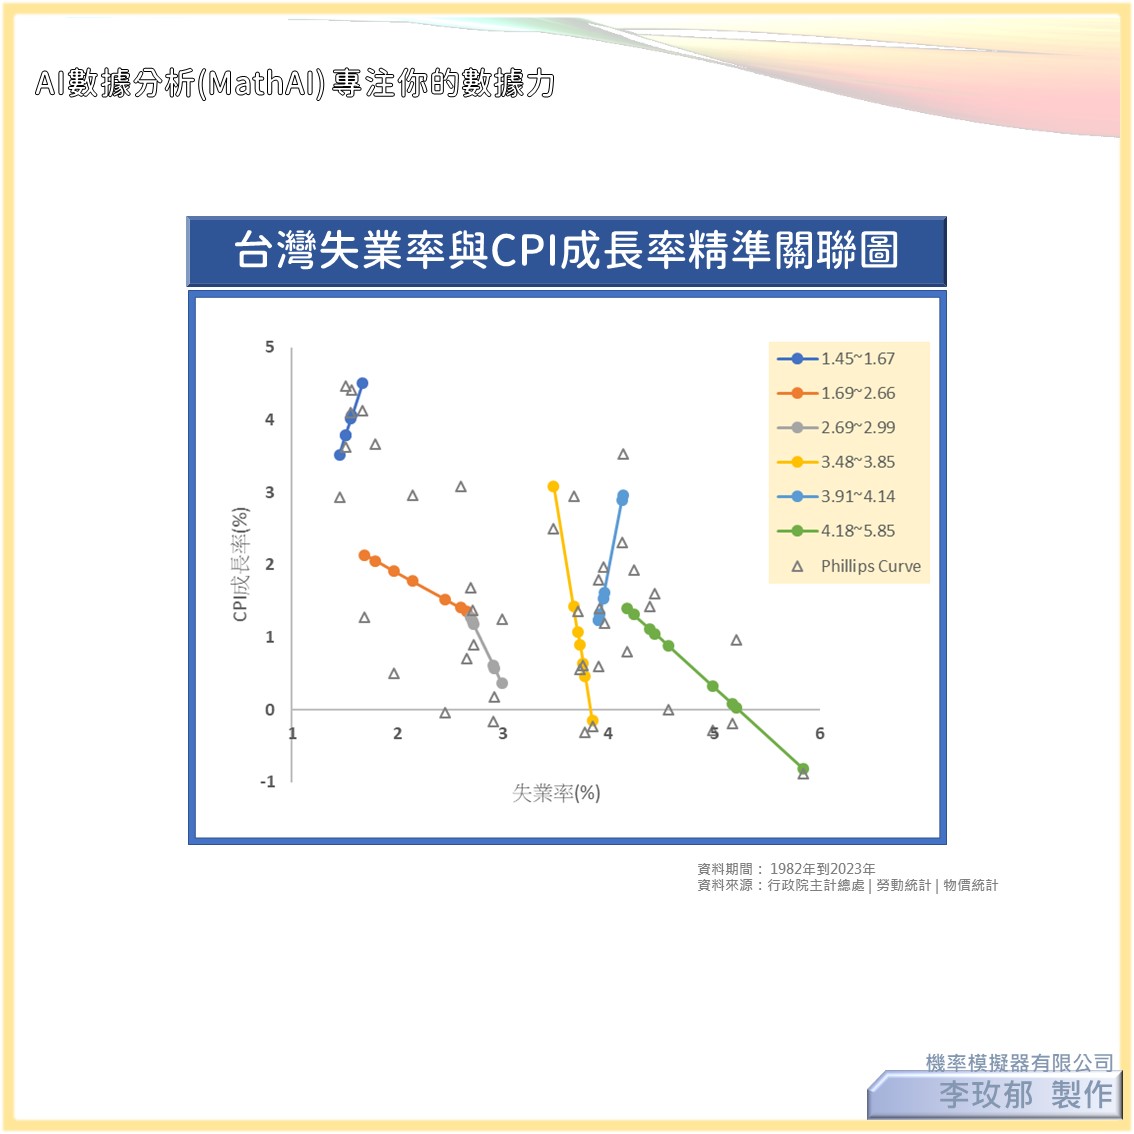 AI數據分析(MathAI) 專注你的數據力
台灣失業率與CPI成長率精準關聯圖
5
4
3
2
1
0
-1
CPI成長率(%)
1 2 3 4 5 6
失業率(%)
1.45~1.67
1.69~2.66
2.69~2.99
3.48~3.85
3.91~4.14
4.18~5.85
Phillips Curve
資料期間： 1982年到2023年
資料來源：行政院主計總處 | 勞動統計 | 物價統計
機率模擬器有限公司
李玫郁 製作